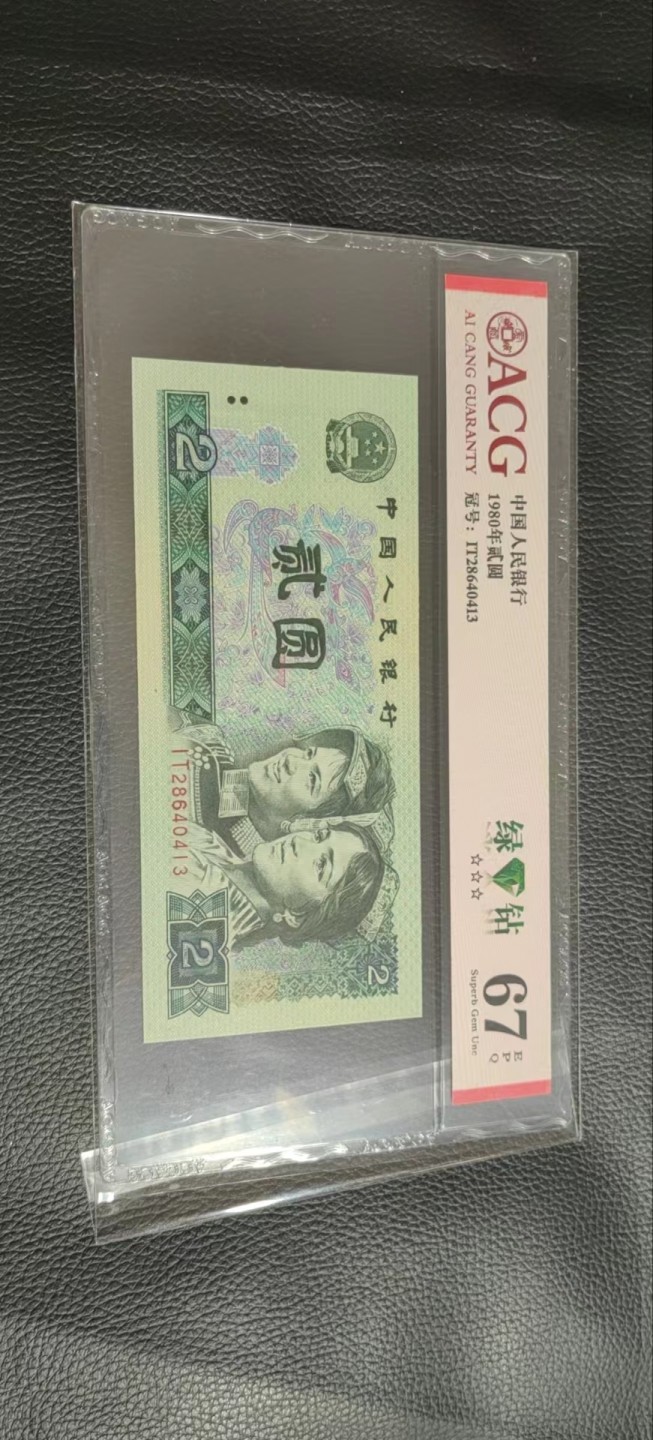 ACG
AI CANG GUARANTY
中国人民银行
1980年贰圆
冠号：IT28640413
绿 钻
☆☆☆
67
EPQ
Superb Gem Unc
中国人民银行
贰圆
2
IT28640413
2
2